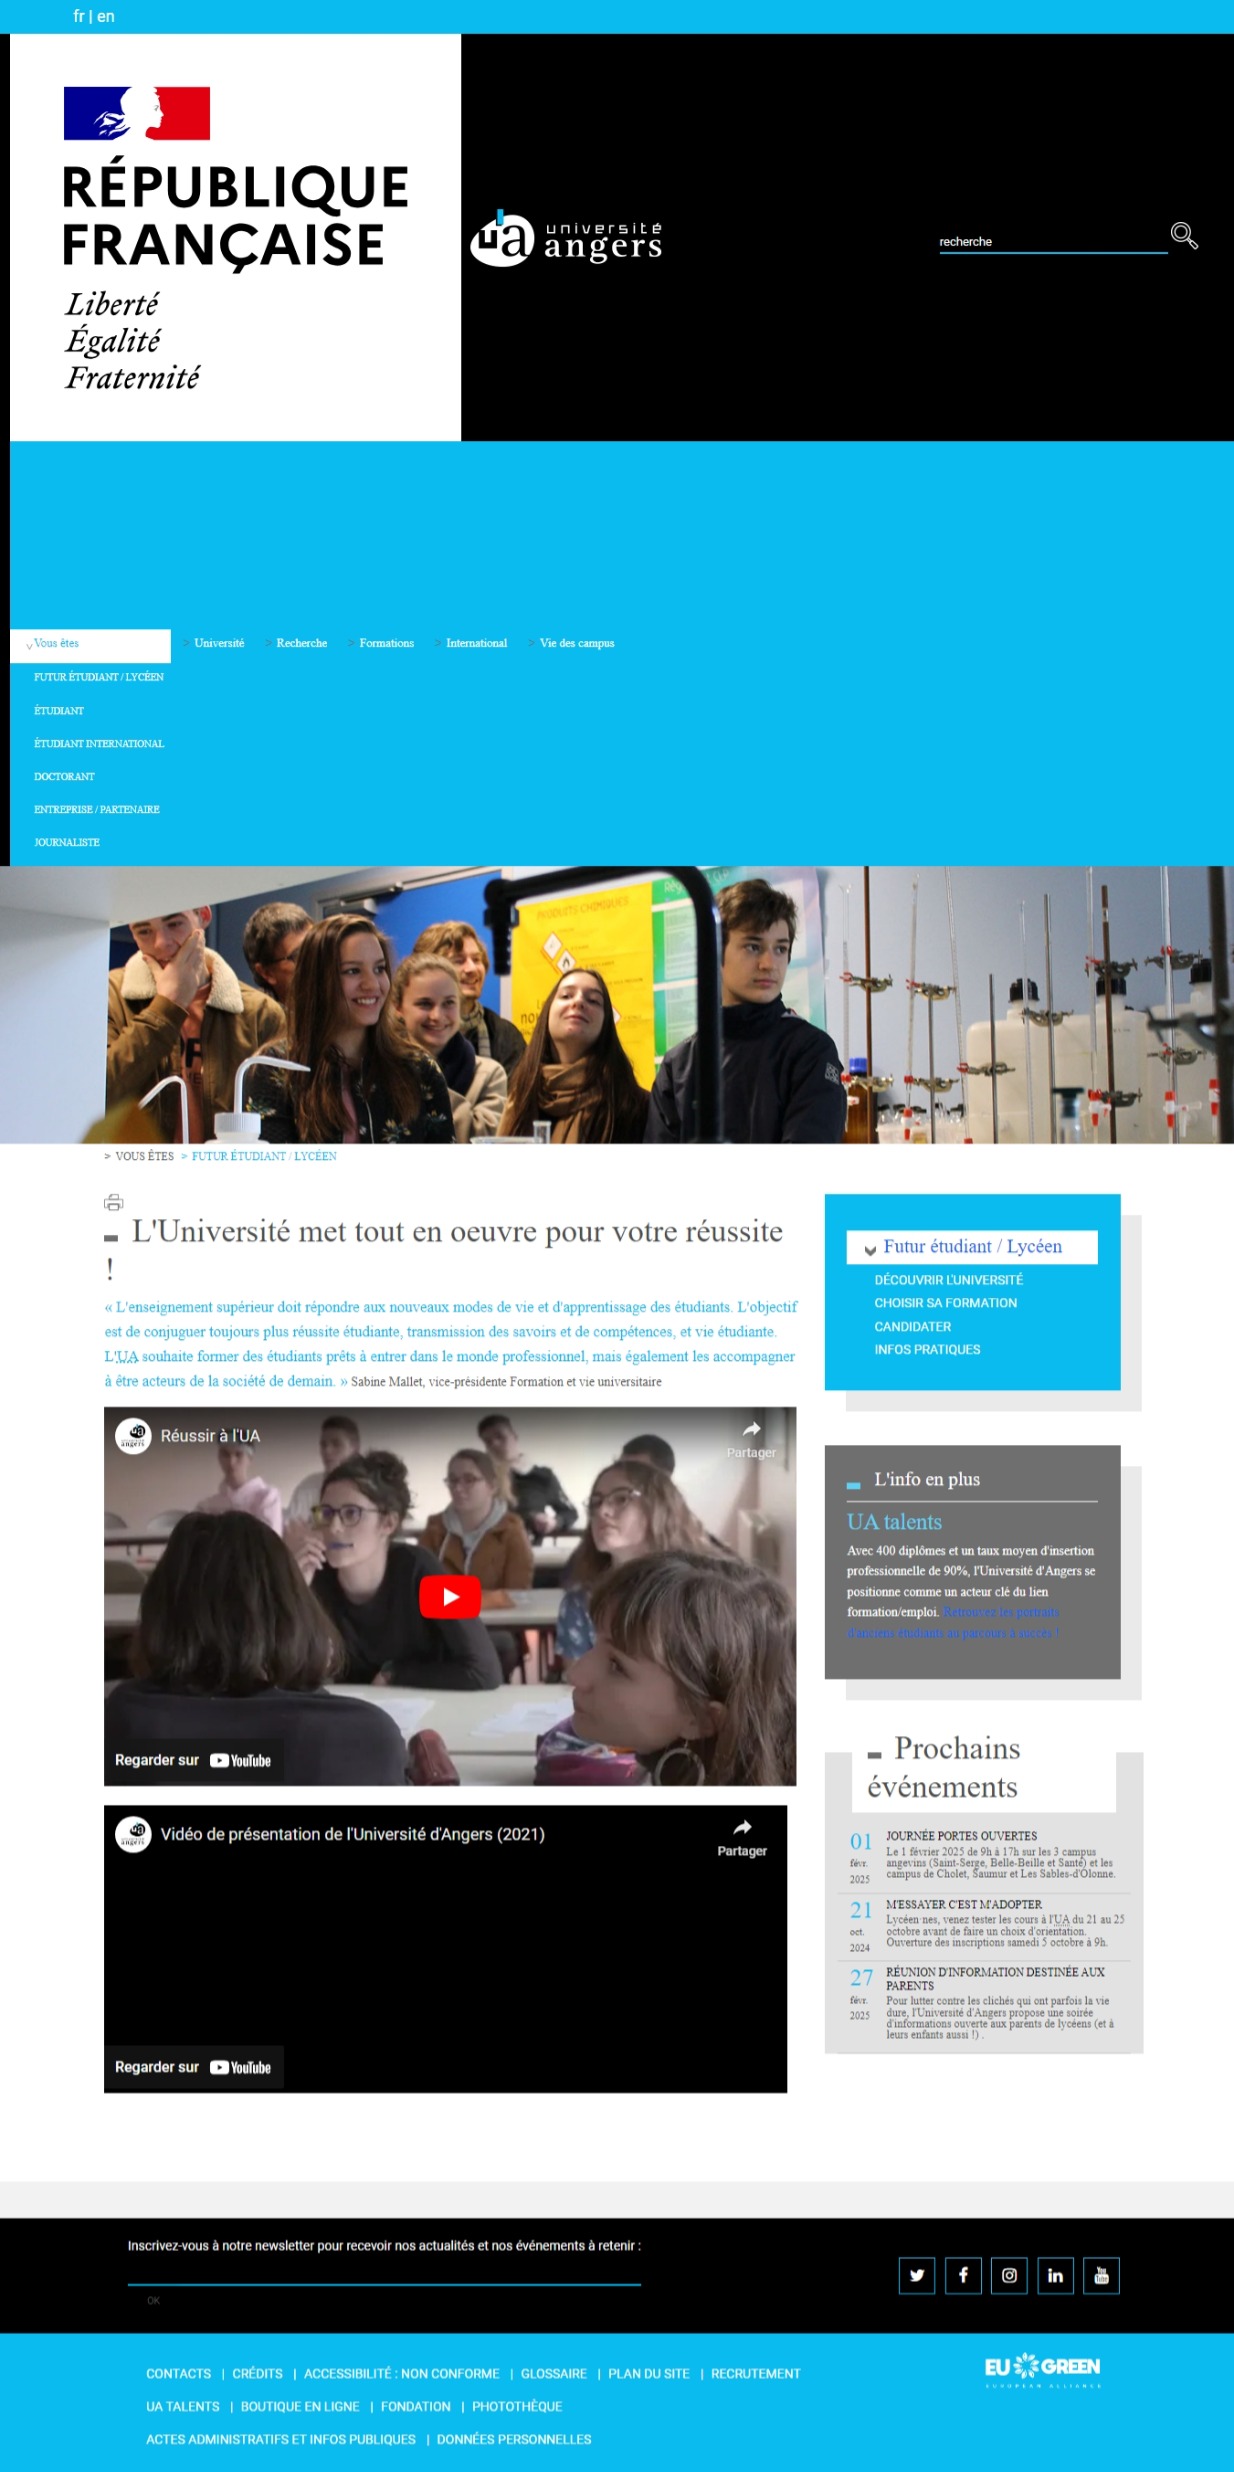 fr | en
RÉPUBLIQUE
FRANÇAISE
Liberté
Égalité
Fraternité
ua université
angers
recherche
Vous êtes > Université > Recherche > Formations > International > Vie des campus
FUTUR ÉTUDIANT / LYCÉEN
ÉTUDIANT
ÉTUDIANT INTERNATIONAL
DOCTORANT
ENTREPRISE / PARTENAIRE
JOURNALISTE
PRODUITS CHIMIQUES
> VOUS ÊTES > FUTUR ÉTUDIANT / LYCÉEN
L'Université met tout en oeuvre pour votre réussite
!
« L'enseignement supérieur doit répondre aux nouveaux modes de vie et d'apprentissage des étudiants. L'objectif
est de conjuguer toujours plus réussite étudiante, transmission des savoirs et de compétences, et vie étudiante.
L'UA souhaite former des étudiants prêts à entrer dans le monde professionnel, mais également les accompagner
à être acteurs de la société de demain. » Sabine Mallet, vice-présidente Formation et vie universitaire
Réussir à l'UA
Partager
Regarder sur YouTube
Vidéo de présentation de l'Université d'Angers (2021)
Partager
Regarder sur YouTube
Futur étudiant / Lycéen
DÉCOUVRIR L'UNIVERSITÉ
CHOISIR SA FORMATION
CANDIDATER
INFOS PRATIQUES
L'info en plus
UA talents
Avec 400 diplômes et un taux moyen d'insertion
professionnelle de 90%, l'Université d'Angers se
positionne comme un acteur clé du lien
formation/emploi. Retrouvez les portraits
d'anciens étudiants au parcours à succès !
Prochains
événements
01 févr. 2025
JOURNÉE PORTES OUVERTES
Le 1 février 2025 de 9h à 17h sur les 3 campus
angevins (Saint-Serge, Belle-Beille et Santé) et les
campus de Cholet, Saumur et Les Sables-d'Olonne.
21 oct. 2024
M'ESSAYER C'EST M'ADOPTER
Lycéen·nes, venez tester les cours à l'UA du 21 au 25
octobre avant de faire un choix d'orientation.
Ouverture des inscriptions samedi 5 octobre à 9h.
27 févr. 2025
RÉUNION D'INFORMATION DESTINÉE AUX
PARENTS
Pour lutter contre les clichés qui ont parfois la vie
dure, l'Université d'Angers propose une soirée
d'informations ouverte aux parents de lycéens (et à
leurs enfants aussi !) .
Inscrivez-vous à notre newsletter pour recevoir nos actualités et nos événements à retenir :
OK
CONTACTS | CRÉDITS | ACCESSIBILITÉ : NON CONFORME | GLOSSAIRE | PLAN DU SITE | RECRUTEMENT
UA TALENTS | BOUTIQUE EN LIGNE | FONDATION | PHOTOTHÈQUE
ACTES ADMINISTRATIFS ET INFOS PUBLIQUES | DONNÉES PERSONNELLES
EU GREEN
EUROPEAN ALLIANCE